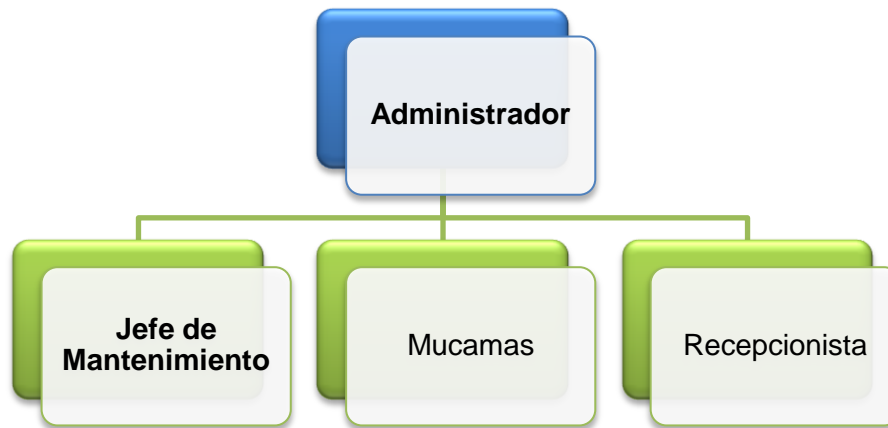 Administrador
Jefe de
Mantenimiento
Mucamas
Recepcionista